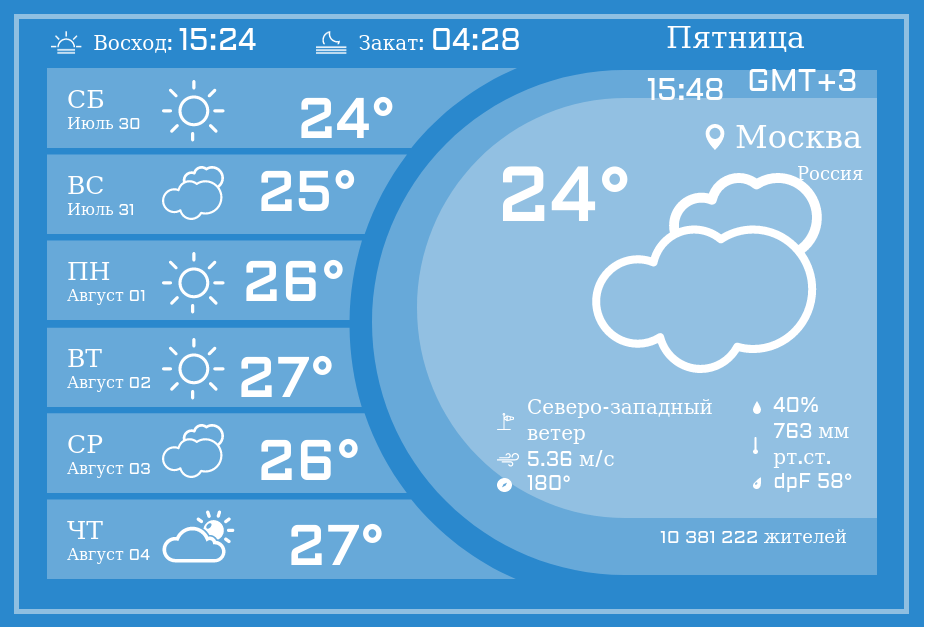 Восход: 15:24
Закат: 04:28
Пятница
15:48 GMT+3
СБ
Июль 30
24°
ВС
Июль 31
25°
ПН
Август 01
26°
ВТ
Август 02
27°
СР
Август 03
26°
ЧТ
Август 04
27°
Москва
Россия
24°
Северо-западный
ветер
5.36 м/с
180°
40%
763 мм
рт.ст.
dpF 58°
10 381 222 жителей